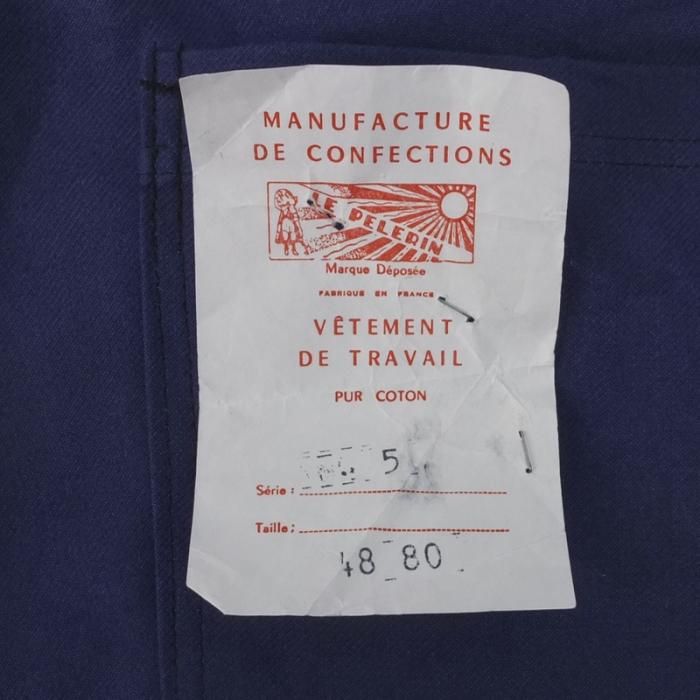 MANUFACTURE
DE CONFECTIONS
LE PELERIN
Marque Déposée
FABRIQUE EN FRANCE
VÊTEMENT
DE TRAVAIL
PUR COTON
5
Série :
Taille :
48 80